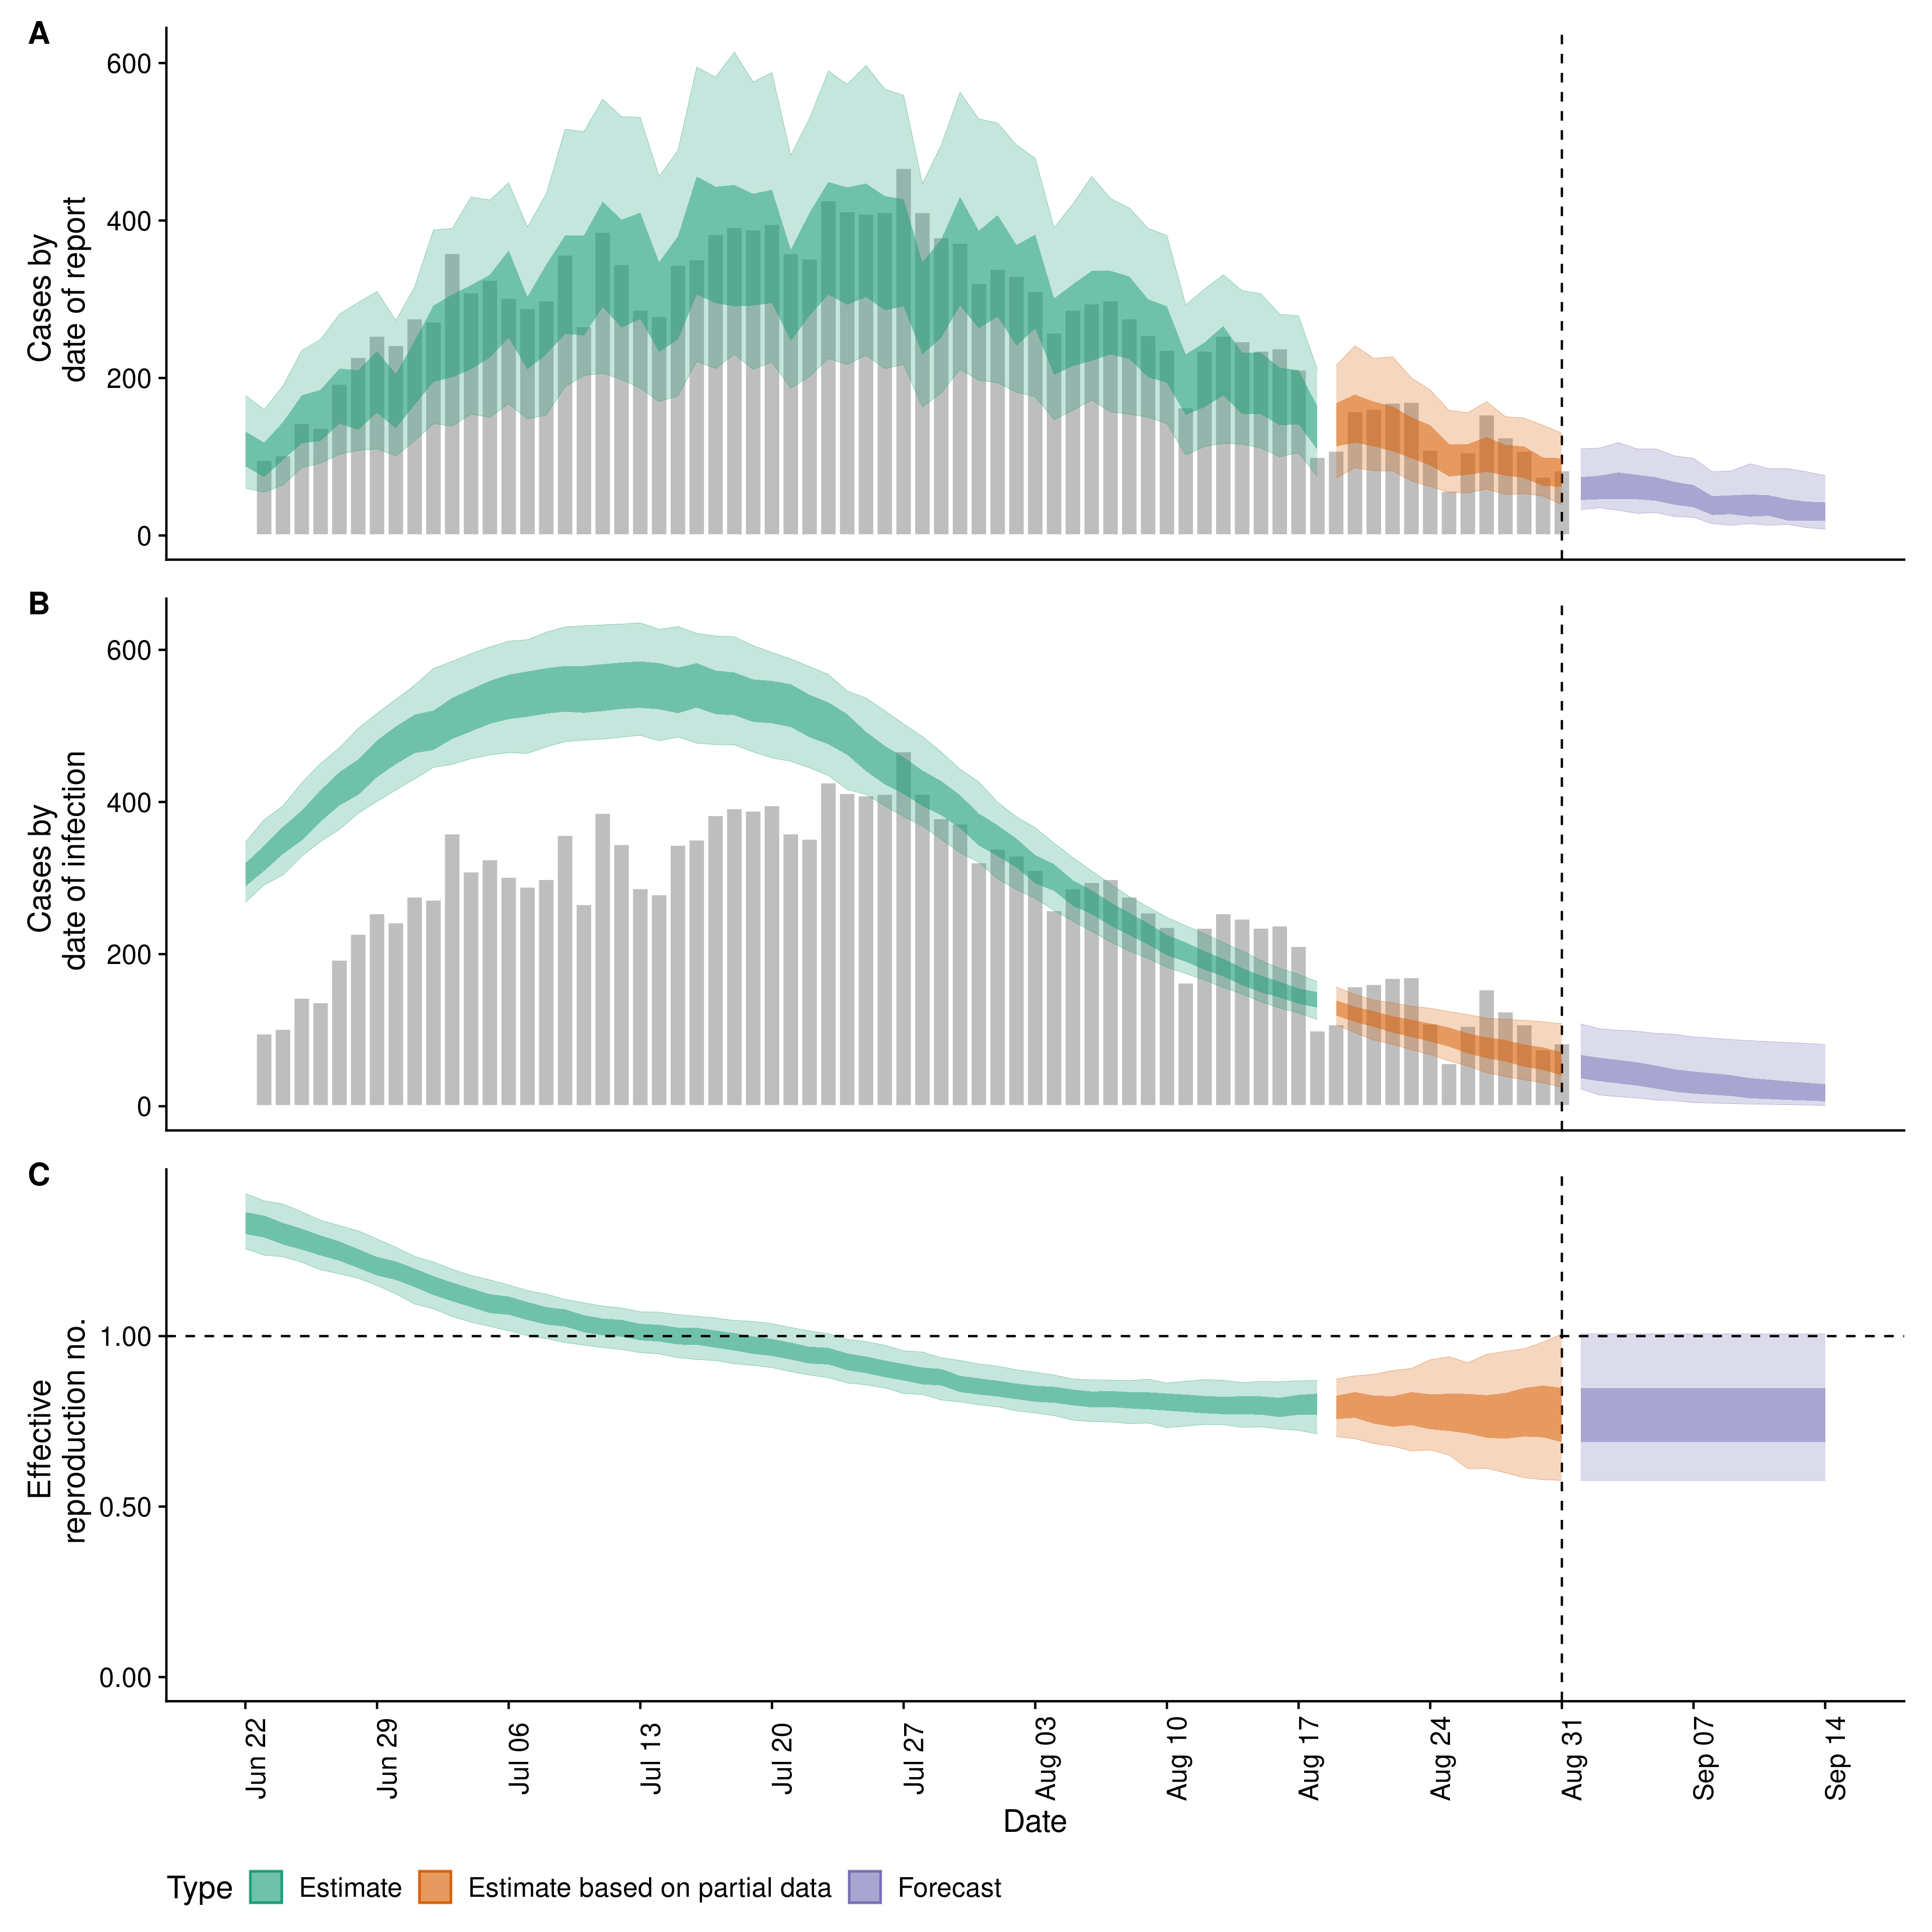 A
600
400
200
0
Cases by
date of report
B
600
400
200
0
Cases by
date of infection
C
1.00
0.50
0.00
Effective
reproduction no.
Jun 22
Jun 29
Jul 06
Jul 13
Jul 20
Jul 27
Aug 03
Aug 10
Aug 17
Aug 24
Aug 31
Sep 07
Sep 14
Date
Type Estimate Estimate based on partial data Forecast